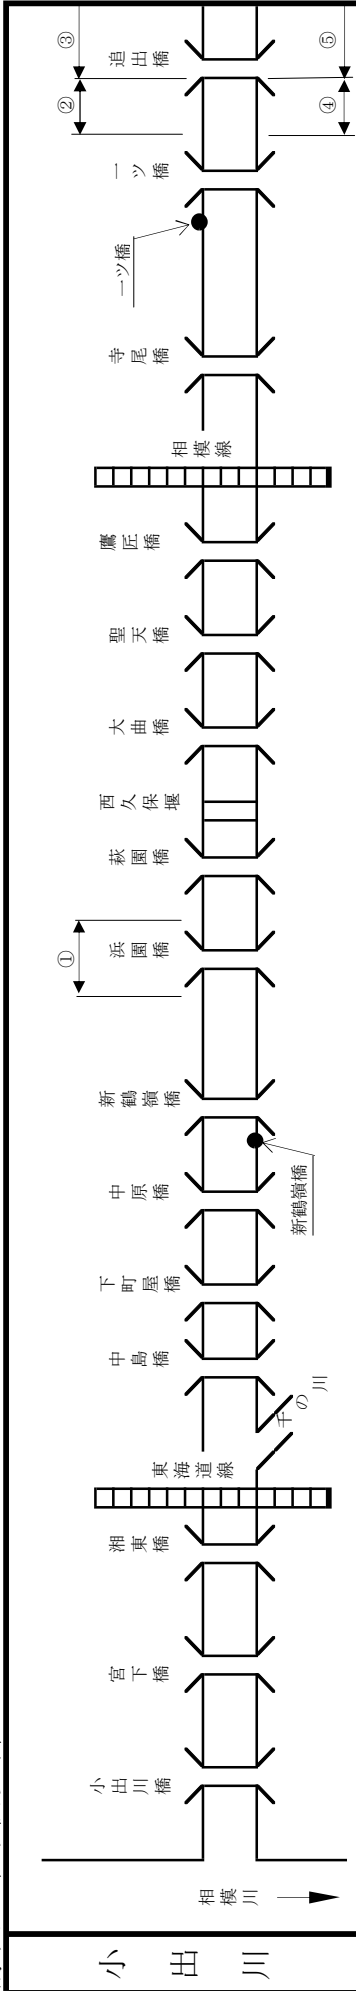 小出川
相模川
小出川橋
宮下橋
湘東橋
東海道線
千の川
中島橋
下町屋橋
中原橋
新鶴嶺橋
新鶴嶺橋
①
浜園橋
萩園橋
西久保堰
大曲橋
聖天橋
鷹匠橋
相模線
寺尾橋
一ツ橋
一ツ橋
②
④
追出橋
③
⑤